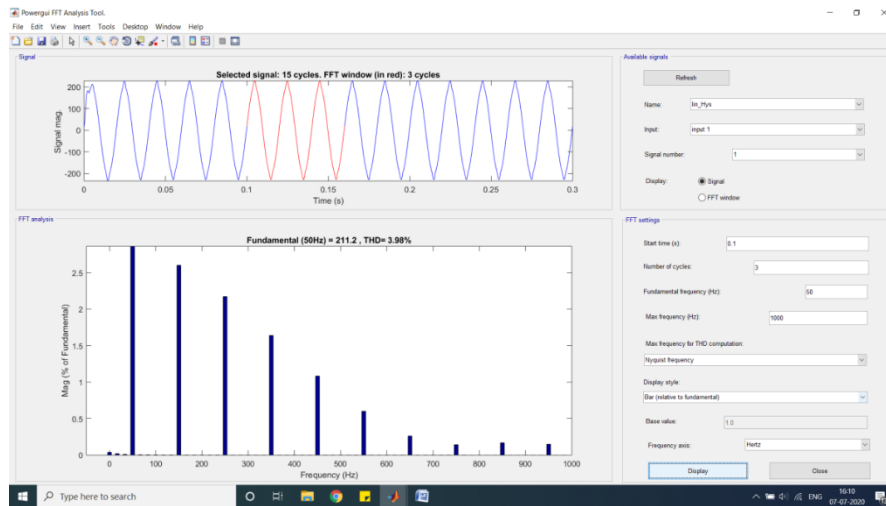 Powergui FFT Analysis Tool.
File Edit View Insert Tools Desktop Window Help
Signal
Selected signal: 15 cycles. FFT window (in red): 3 cycles
Signal mag.
200
100
0
-100
-200
0 0.05 0.1 0.15 0.2 0.25 0.3
Time (s)
FFT analysis
Fundamental (50Hz) = 211.2 , THD= 3.98%
Mag (% of Fundamental)
2.5
2
1.5
1
0.5
0
0 100 200 300 400 500 600 700 800 900 1000
Frequency (Hz)
Available signals
Refresh
Name: Im_Hys
Input: input 1
Signal number: 1
Display: Signal
FFT window
FFT settings
Start time (s): 0.1
Number of cycles: 3
Fundamental frequency (Hz): 50
Max frequency (Hz): 1000
Max frequency for THD computation:
Nyquist frequency
Display style:
Bar (relative to fundamental)
Base value: 1.0
Frequency axis: Hertz
Display Close
Type here to search
ENG
16:10
07-07-2020